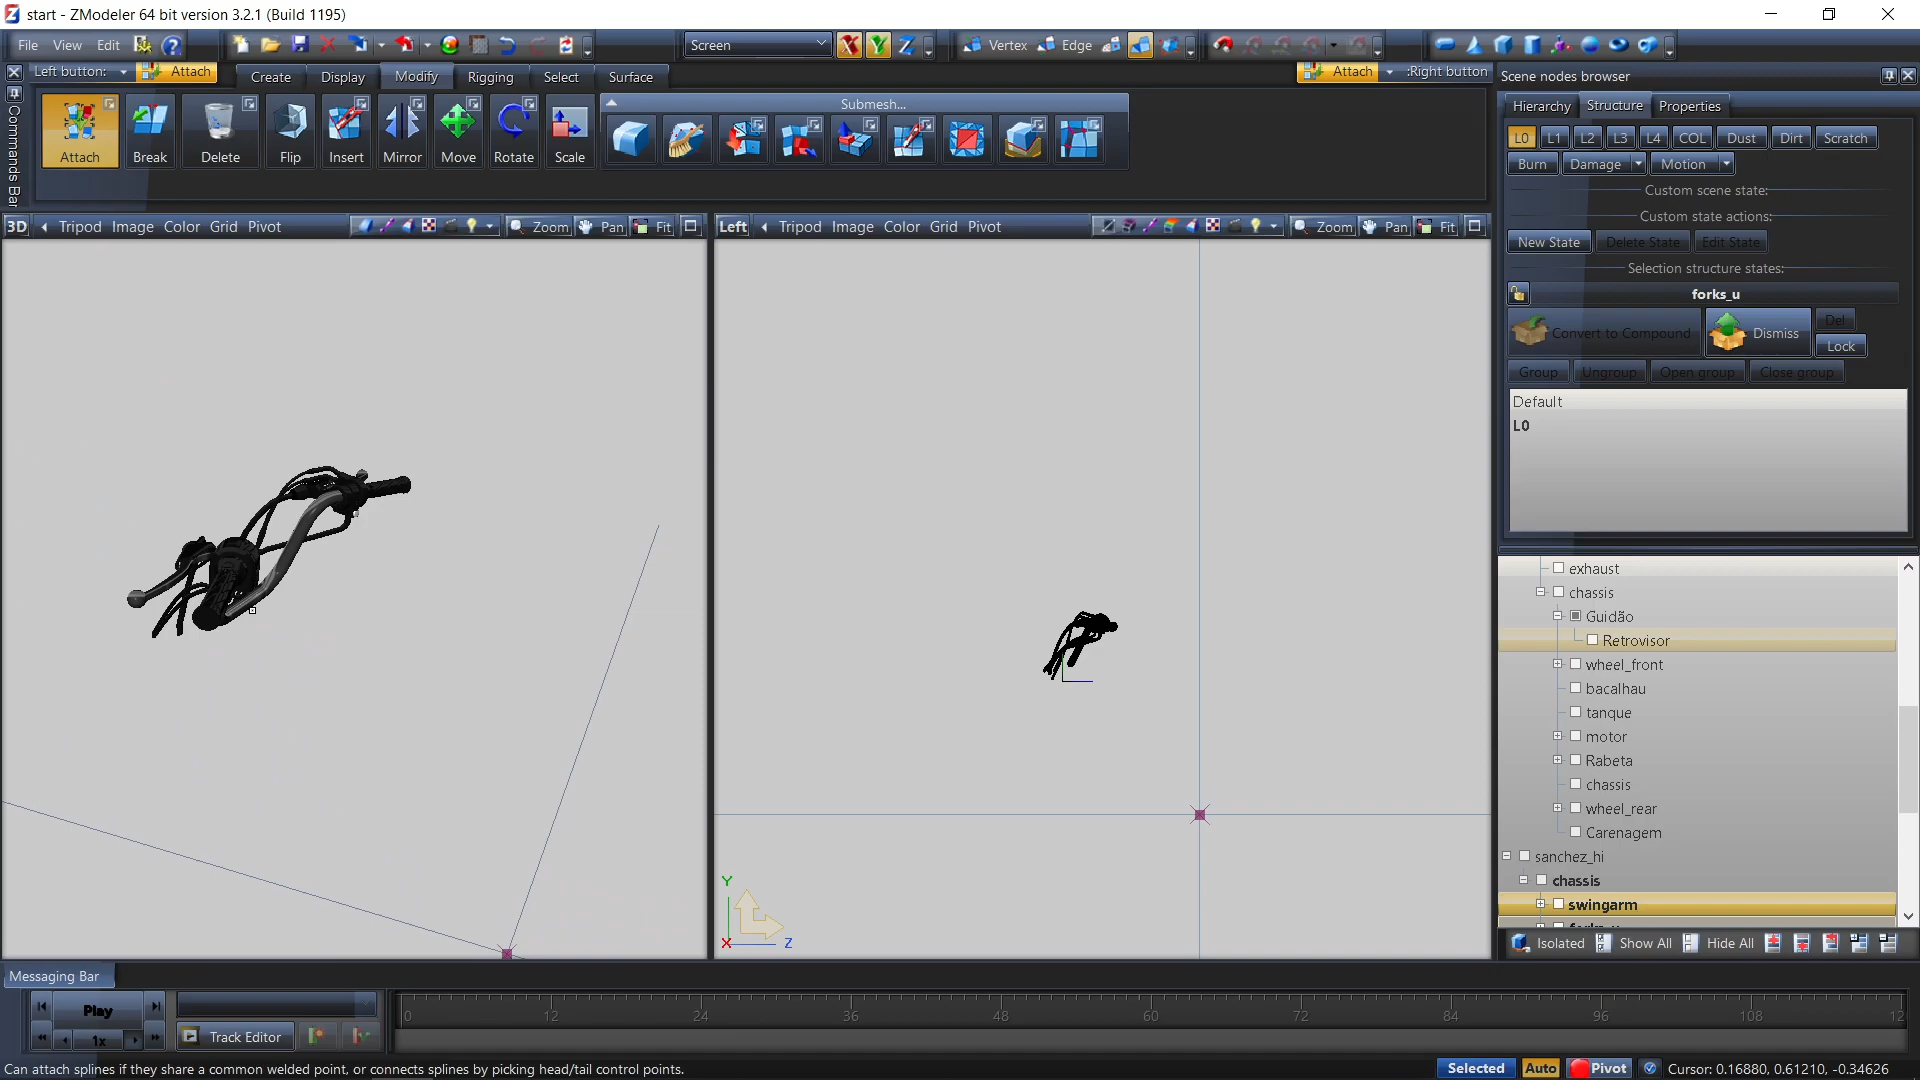 start - ZModeler 64 bit version 3.2.1 (Build 1195)
File View Edit
Screen
X Y Z
Vertex Edge
Left button: Attach
Create Display Modify Rigging Select Surface
Attach :Right button
Commands Bar
Attach Break Delete Flip Insert Mirror Move Rotate Scale
Submesh...
3D Tripod Image Color Grid Pivot Zoom Pan Fit
Left Tripod Image Color Grid Pivot Zoom Pan Fit
Y
X Z
Scene nodes browser
Hierarchy Structure Properties
L0 L1 L2 L3 L4 COL Dust Dirt Scratch
Burn Damage Motion
Custom scene state:
Custom state actions:
New State Delete State Edit State
Selection structure states:
forks_u
Convert to Compound Dismiss Del
Lock
Group Ungroup Open group Close group
Default
L0
exhaust
chassis
Guidão
Retrovisor
wheel_front
bacalhau
tanque
motor
Rabeta
chassis
wheel_rear
Carenagem
sanchez_hi
chassis
swingarm
Isolated Show All Hide All
Messaging Bar
Play
1x
Track Editor
0 12 24 36 48 60 72 84 96 108 12
Can attach splines if they share a common welded point, or connects splines by picking head/tail control points.
Selected Auto Pivot Cursor: 0.16880, 0.61210, -0.34626